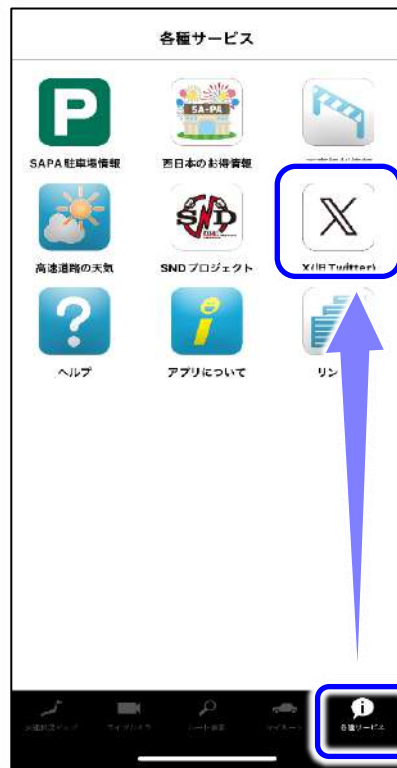 各種サービス
P
SA-PA
SAPA駐車場情報
西日本のお得情報
SND
X
高速道路の天気
SNDプロジェクト
X(旧Twitter)
?
i
ヘルプ
アプリについて
リン
i
各種サービス